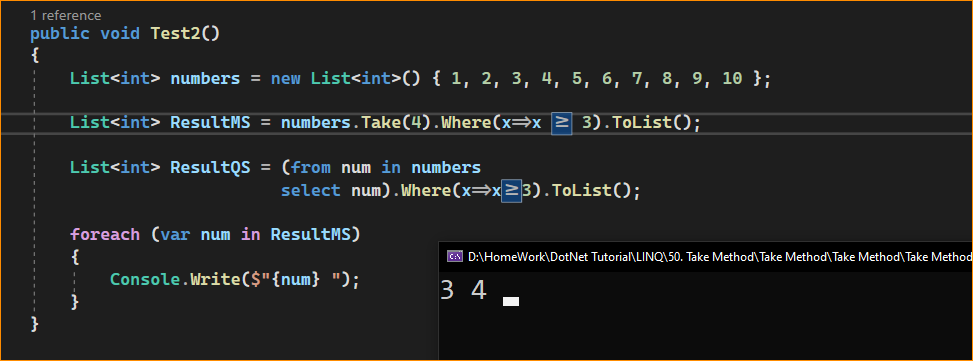 1 reference
public void Test2()
{
List<int> numbers = new List<int>() { 1, 2, 3, 4, 5, 6, 7, 8, 9, 10 };
List<int> ResultMS = numbers.Take(4).Where(x⇒x ≥ 3).ToList();
List<int> ResultQS = (from num in numbers
select num).Where(x⇒x≥3).ToList();
foreach (var num in ResultMS)
{
Console.Write($"{num} ");
}
}
D:\HomeWork\DotNet Tutorial\LINQ\50. Take Method\Take Method\Take Method\Take Method
3 4